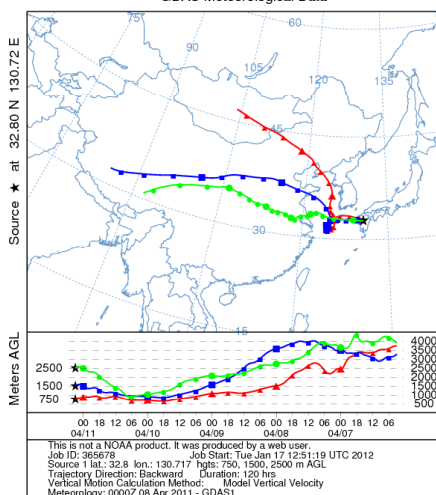 GDAS Meteorological Data
Source ★ at 32.80 N 130.72 E
75
90
105
120
135
60
45
30
15
Meters AGL
2500
1500
750
4000
3500
3000
2500
2000
1500
1000
500
00 18 12 06 00 18 12 06 00 18 12 06 00 18 12 06 00 18 12 06
04/11 04/10 04/09 04/08 04/07
This is not a NOAA product. It was produced by a web user.
Job ID: 365678 Job Start: Tue Jan 17 12:51:19 UTC 2012
Source 1 lat.: 32.8 lon.: 130.717 hgts: 750, 1500, 2500 m AGL
Trajectory Direction: Backward Duration: 120 hrs
Vertical Motion Calculation Method: Model Vertical Velocity
Meteorology: 0000Z 08 Apr 2011 - GDAS1